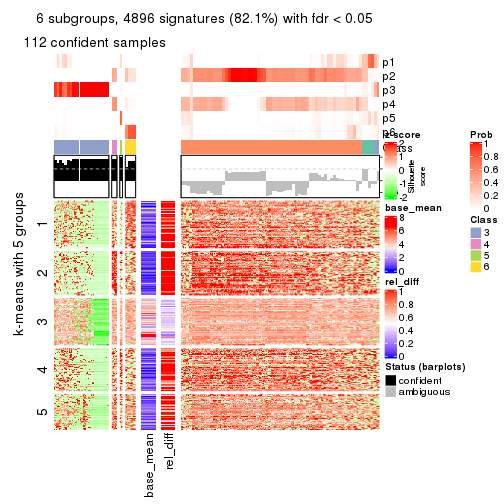 6 subgroups, 4896 signatures (82.1%) with fdr < 0.05
112 confident samples
p1
p2
p3
p4
p5
p6
z_score
2
1
0
-1
-2
Class
Silhouette
score
k-means with 5 groups
1
2
3
4
5
base_mean
rel_diff
base_mean
8
6
4
2
0
rel_diff
1
0.8
0.6
0.4
0.2
0
Status (barplots)
confident
ambiguous
Prob
1
0.8
0.6
0.4
0.2
0
Class
3
4
5
6